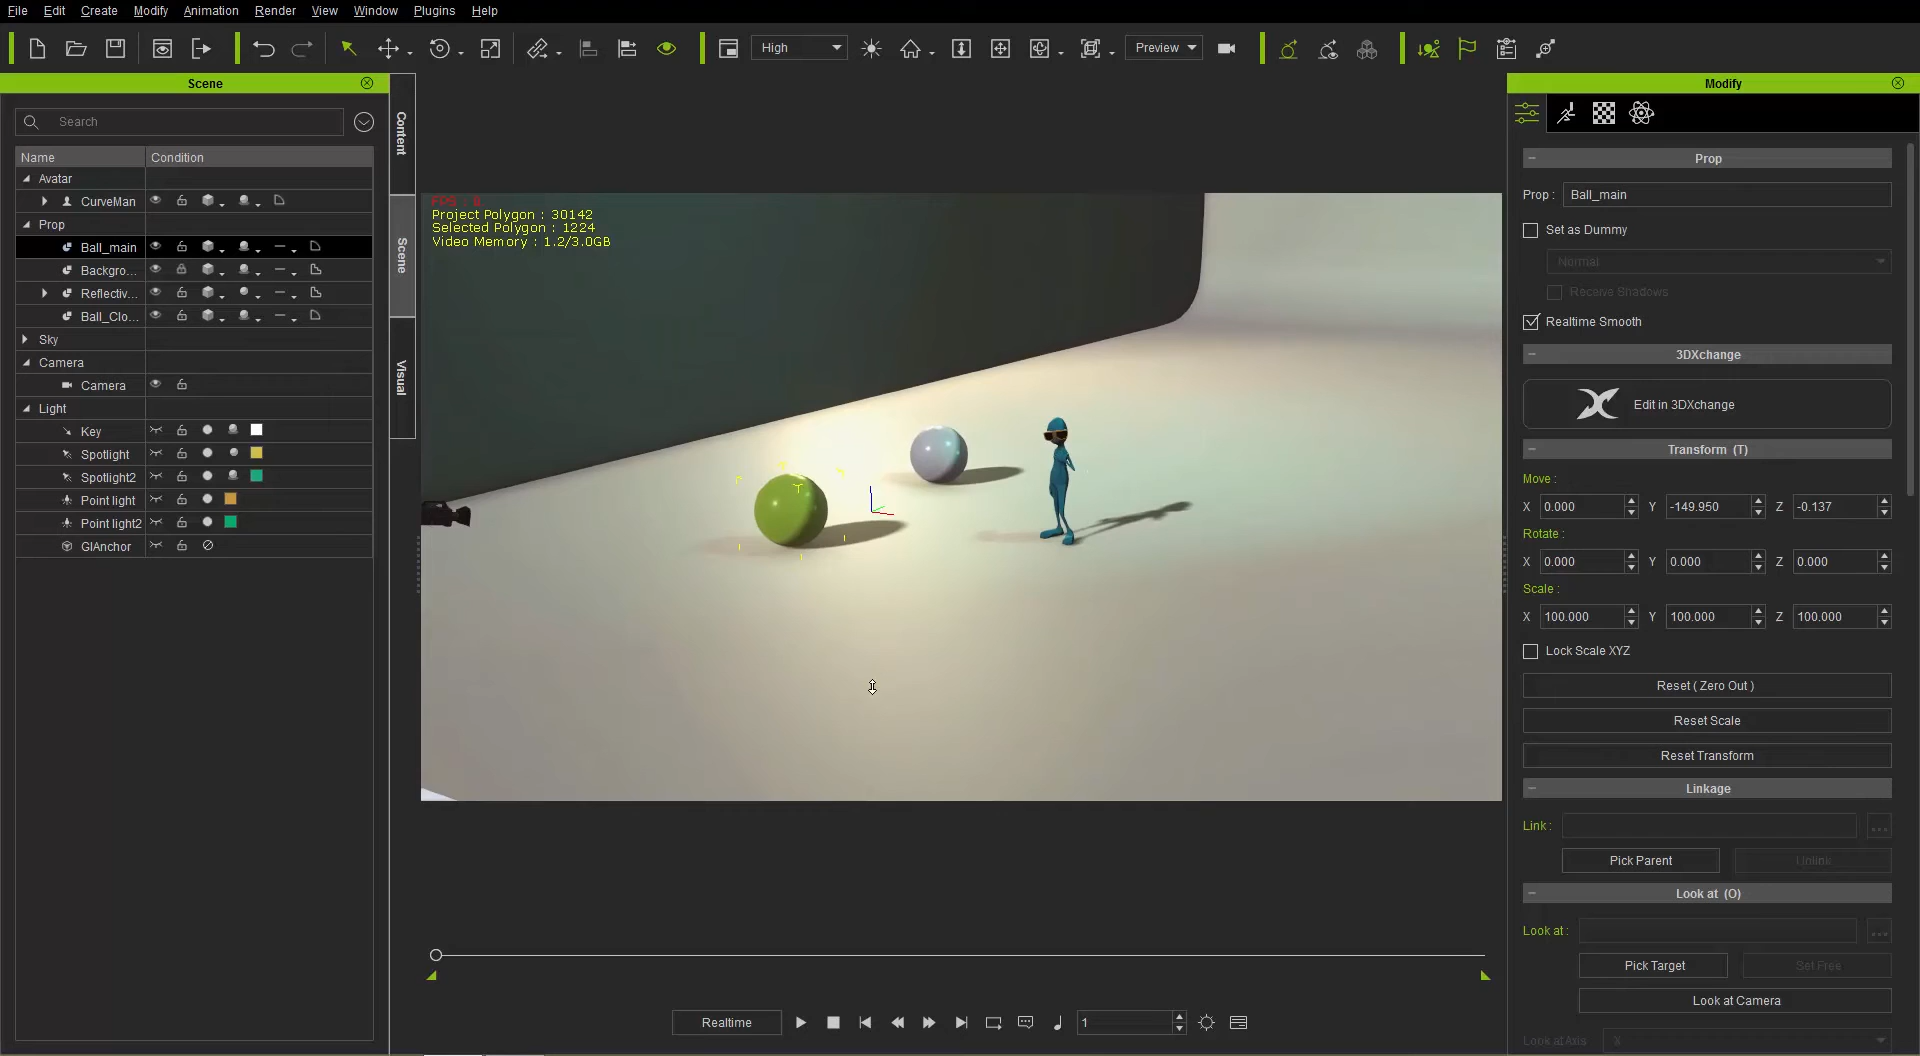 File Edit Create Modify Animation Render View Window Plugins Help
High Preview
Scene
Search
Name Condition
Avatar
CurveMan
Prop
Ball_main
Backgro...
Reflectiv...
Ball_Clo...
Sky
Camera
Camera
Light
Key
Spotlight
Spotlight2
Point light
Point light2
GIAnchor
Content
Scene
Visual
FPS : 0
Project Polygon : 30142
Selected Polygon : 1224
Video Memory : 1.2/3.0GB
Realtime 1
Modify
Prop
Prop : Ball_main
Set as Dummy
Normal
Receive Shadows
Realtime Smooth
3DXchange
Edit in 3DXchange
Transform (T)
Move :
X 0.000 Y -149.950 Z -0.137
Rotate :
X 0.000 Y 0.000 Z 0.000
Scale :
X 100.000 Y 100.000 Z 100.000
Lock Scale XYZ
Reset ( Zero Out )
Reset Scale
Reset Transform
Linkage
Link : ...
Pick Parent Unlink
Look at (O)
Look at : ...
Pick Target Set Free
Look at Camera
Look at Axis X